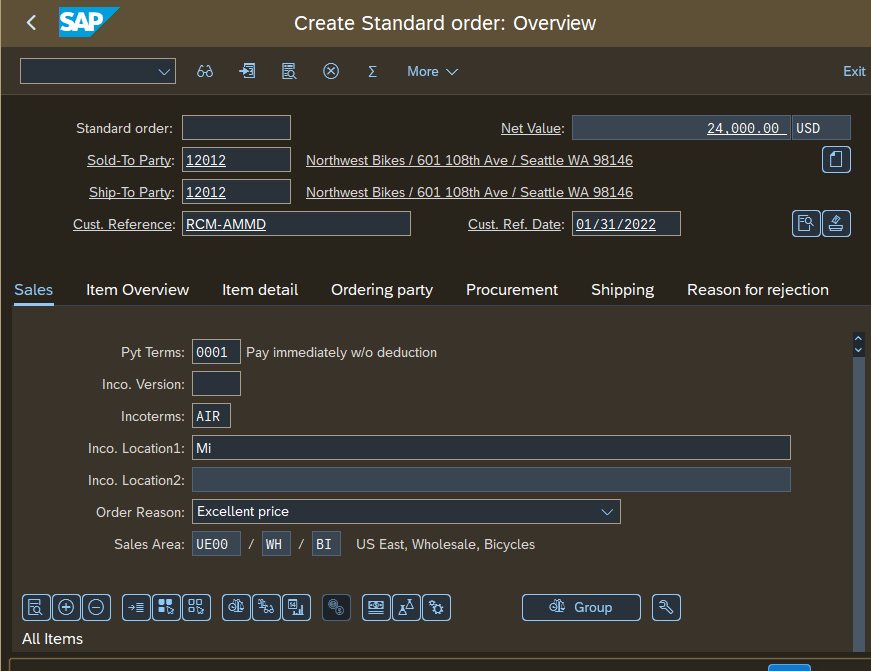 SAP Create Standard order: Overview
More Exit
Standard order: Net Value: 24,000.00 USD
Sold-To Party: 12012 Northwest Bikes / 601 108th Ave / Seattle WA 98146
Ship-To Party: 12012 Northwest Bikes / 601 108th Ave / Seattle WA 98146
Cust. Reference: RCM-AMMD Cust. Ref. Date: 01/31/2022
Sales Item Overview Item detail Ordering party Procurement Shipping Reason for rejection
Pyt Terms: 0001 Pay immediately w/o deduction
Inco. Version:
Incoterms: AIR
Inco. Location1: Mi
Inco. Location2:
Order Reason: Excellent price
Sales Area: UE00 / WH / BI US East, Wholesale, Bicycles
Group
All Items